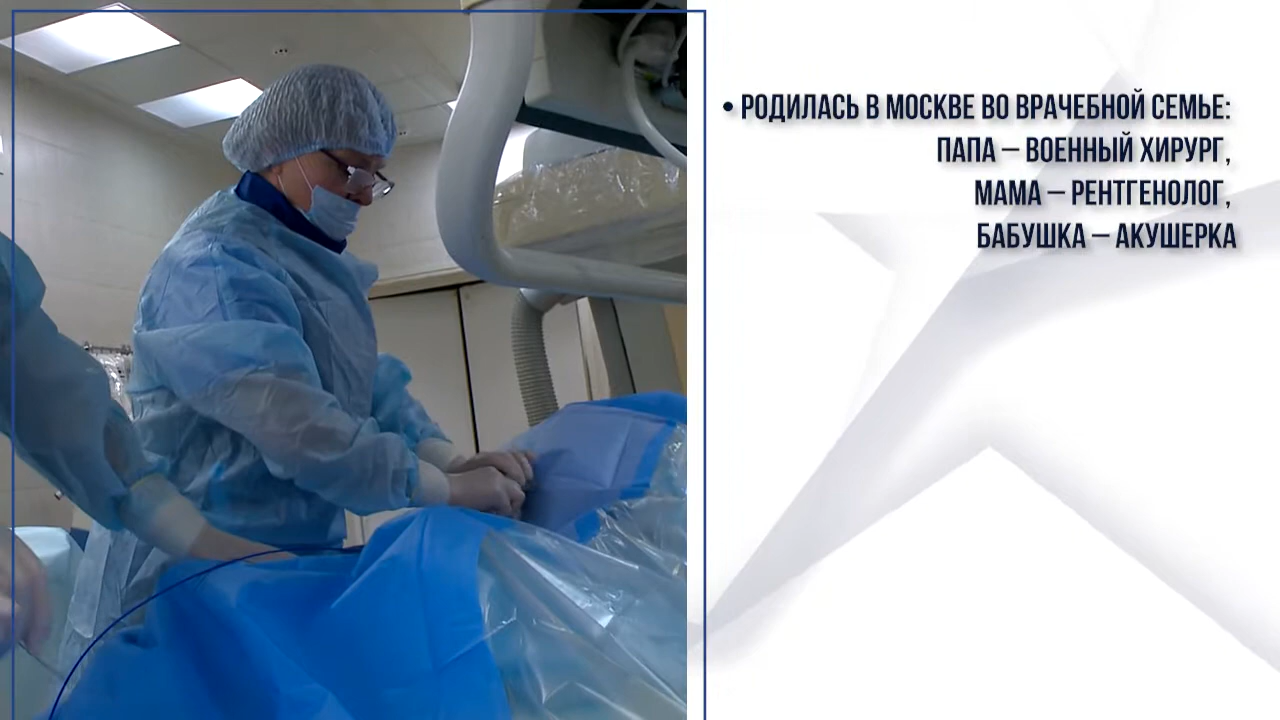 • РОДИЛАСЬ В МОСКВЕ ВО ВРАЧЕБНОЙ СЕМЬЕ:
ПАПА – ВОЕННЫЙ ХИРУРГ,
МАМА – РЕНТГЕНОЛОГ,
БАБУШКА – АКУШЕРКА